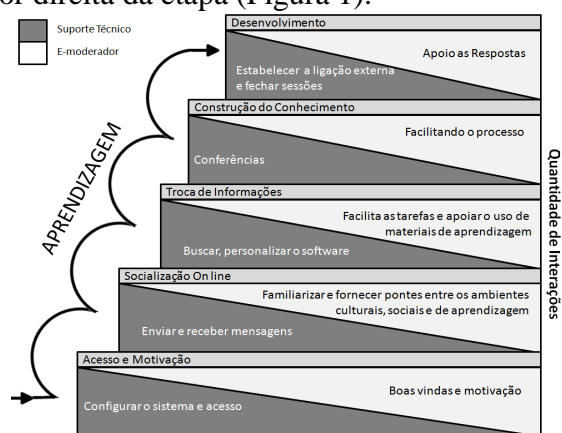 or direita da etapa (Figura 1).
Suporte Técnico
E-moderador
Desenvolvimento
Apoio as Respostas
Estabelecer a ligação externa
e fechar sessões
Construção do Conhecimento
Facilitando o processo
Conferências
Troca de Informações
Facilita as tarefas e apoiar o uso de
materiais de aprendizagem
Buscar, personalizar o software
Socialização On line
Familiarizar e fornecer pontes entre os ambientes
culturais, sociais e de aprendizagem
Enviar e receber mensagens
Acesso e Motivação
Boas vindas e motivação
Configurar o sistema e acesso
APRENDIZAGEM
Quantidade de Interações